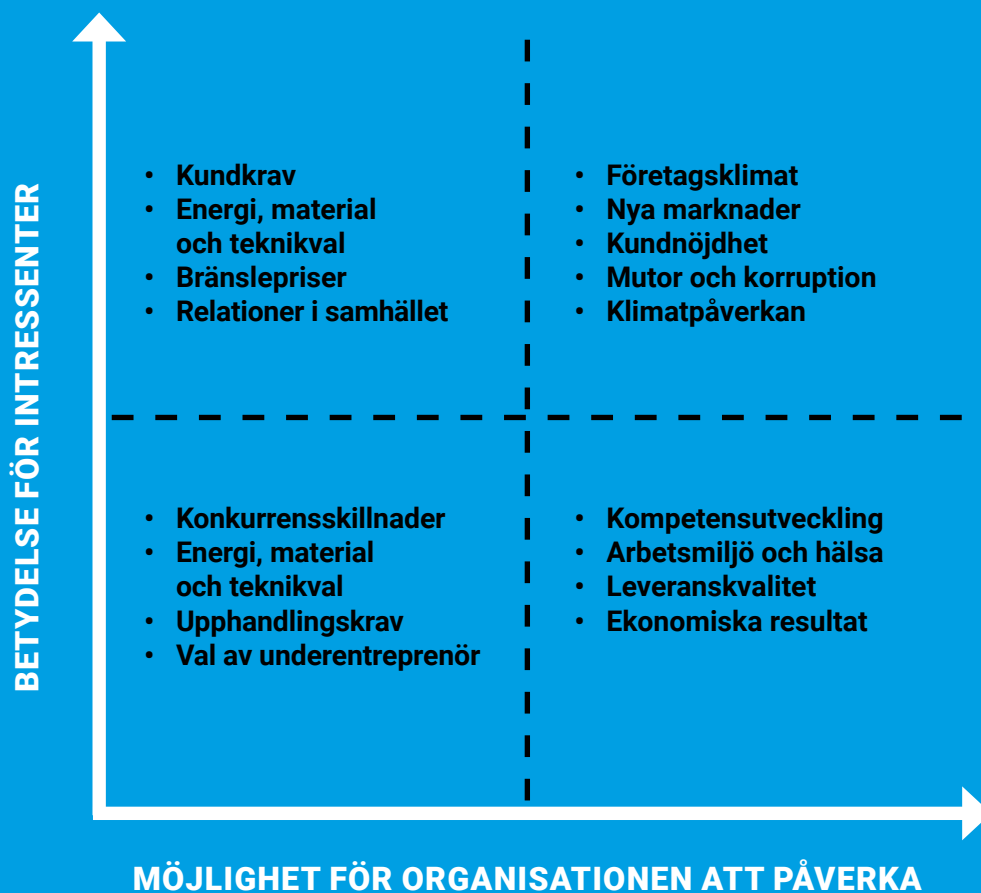 BETYDELSE FÖR INTRESSENTER
• Kundkrav
• Energi, material
och teknikval
• Bränslepriser
• Relationer i samhället
• Företagsklimat
• Nya marknader
• Kundnöjdhet
• Mutor och korruption
• Klimatpåverkan
• Konkurrensskillnader
• Energi, material
och teknikval
• Upphandlingskrav
• Val av underentreprenör
• Kompetensutveckling
• Arbetsmiljö och hälsa
• Leveranskvalitet
• Ekonomiska resultat
MÖJLIGHET FÖR ORGANISATIONEN ATT PÅVERKA